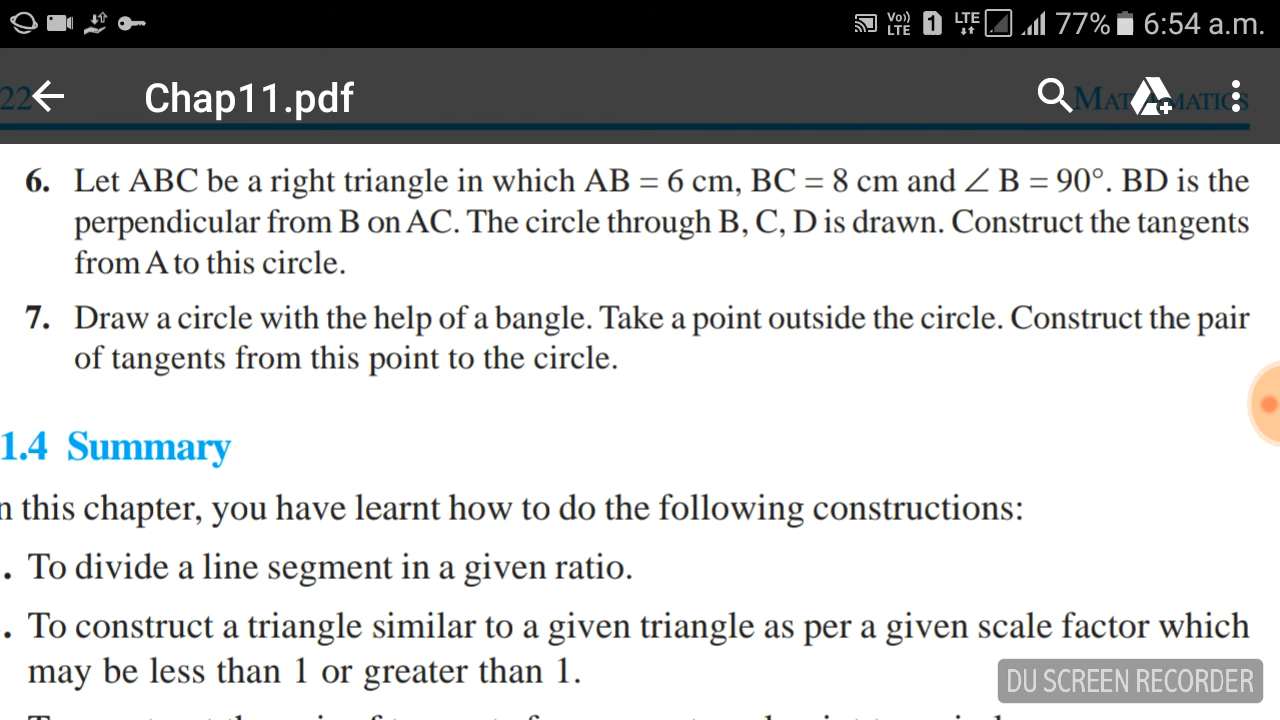 Vo)) LTE 1 LTE 77% 6:54 a.m.
22 Chap11.pdf
6. Let ABC be a right triangle in which AB = 6 cm, BC = 8 cm and ∠ B = 90°. BD is the
perpendicular from B on AC. The circle through B, C, D is drawn. Construct the tangents
from A to this circle.
7. Draw a circle with the help of a bangle. Take a point outside the circle. Construct the pair
of tangents from this point to the circle.
1.4 Summary
n this chapter, you have learnt how to do the following constructions:
. To divide a line segment in a given ratio.
. To construct a triangle similar to a given triangle as per a given scale factor which
may be less than 1 or greater than 1.
DU SCREEN RECORDER